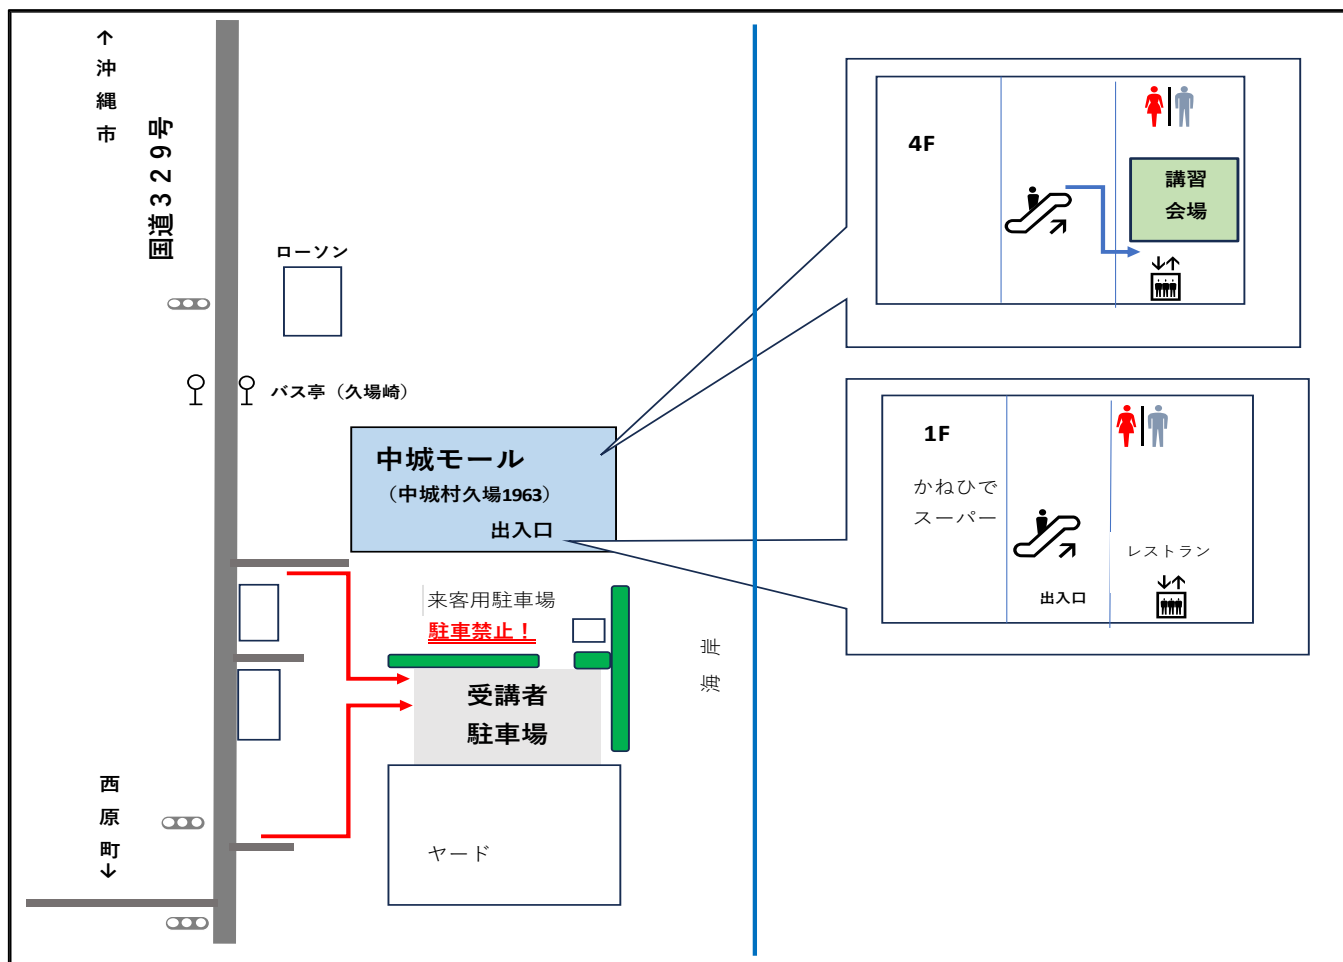 ↑沖縄市
国道３２９号
ローソン
バス亭（久場崎）
中城モール
（中城村久場1963）
出入口
来客用駐車場
駐車禁止！
受講者
駐車場
ヤード
西原町↓
海岸
4F
講習
会場
1F
かねひで
スーパー
レストラン
出入口